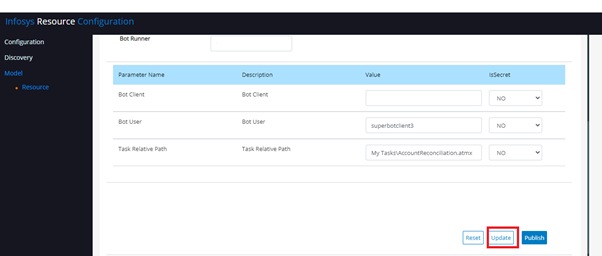 Infosys Resource Configuration
Configuration
Discovery
Model
Resource
Bot Runner
Parameter Name Description Value IsSecret
Bot Client Bot Client NO
Bot User Bot User superbotclient3 NO
Task Relative Path Task Relative Path My Tasks\AccountReconciliation.atmx NO
Reset Update Publish